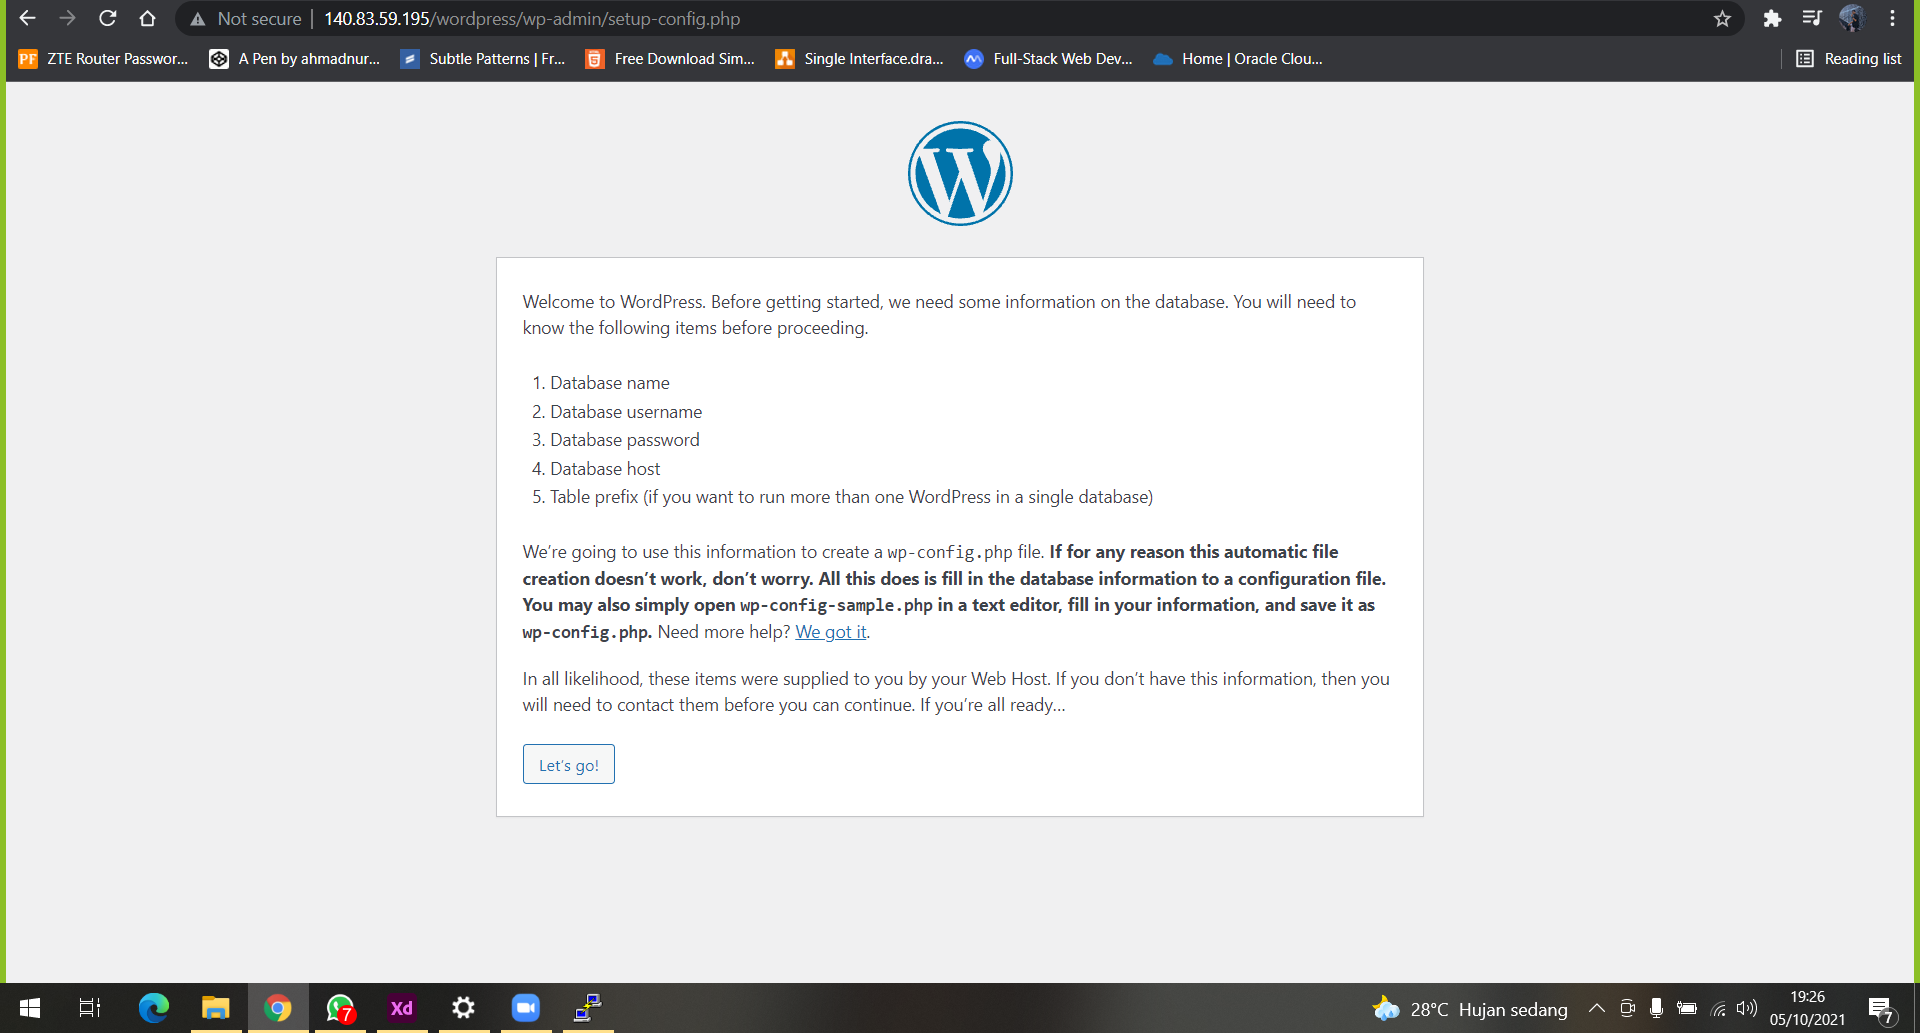 Not secure 140.83.59.195/wordpress/wp-admin/setup-config.php
PF ZTE Router Passwor... A Pen by ahmadnur... Subtle Patterns | Fr... Free Download Sim... Single Interface.dra... Full-Stack Web Dev... Home | Oracle Clou... Reading list
W
Welcome to WordPress. Before getting started, we need some information on the database. You will need to
know the following items before proceeding.
1. Database name
2. Database username
3. Database password
4. Database host
5. Table prefix (if you want to run more than one WordPress in a single database)
We’re going to use this information to create a wp-config.php file. If for any reason this automatic file
creation doesn’t work, don’t worry. All this does is fill in the database information to a configuration file.
You may also simply open wp-config-sample.php in a text editor, fill in your information, and save it as
wp-config.php. Need more help? We got it.
In all likelihood, these items were supplied to you by your Web Host. If you don’t have this information, then you
will need to contact them before you can continue. If you’re all ready…
Let’s go!
7 Xd 28°C Hujan sedang 19:26
05/10/2021 7